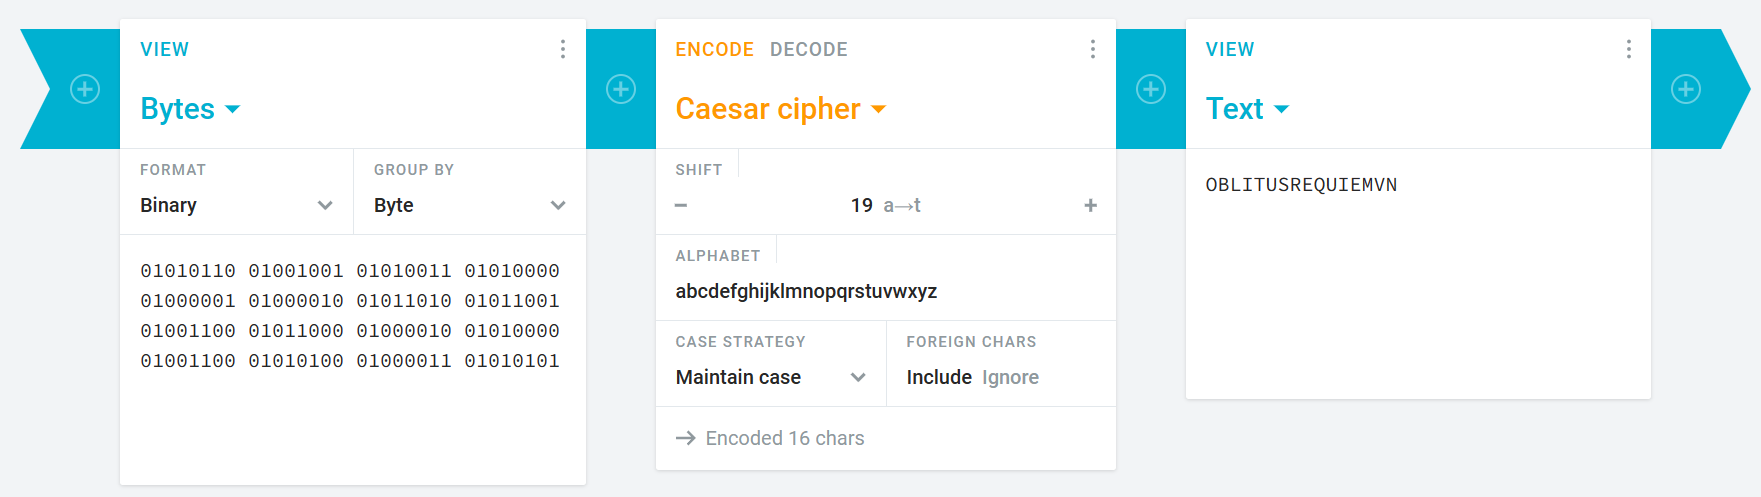 VIEW
Bytes
FORMAT
Binary
GROUP BY
Byte
01010110 01001001 01010011 01010000
01000001 01000010 01011010 01011001
01001100 01011000 01000010 01010000
01001100 01010100 01000011 01010101
ENCODE DECODE
Caesar cipher
SHIFT
− 19 a→t +
ALPHABET
abcdefghijklmnopqrstuvwxyz
CASE STRATEGY
Maintain case
FOREIGN CHARS
Include Ignore
→ Encoded 16 chars
VIEW
Text
OBLITUSREQUIEMVN